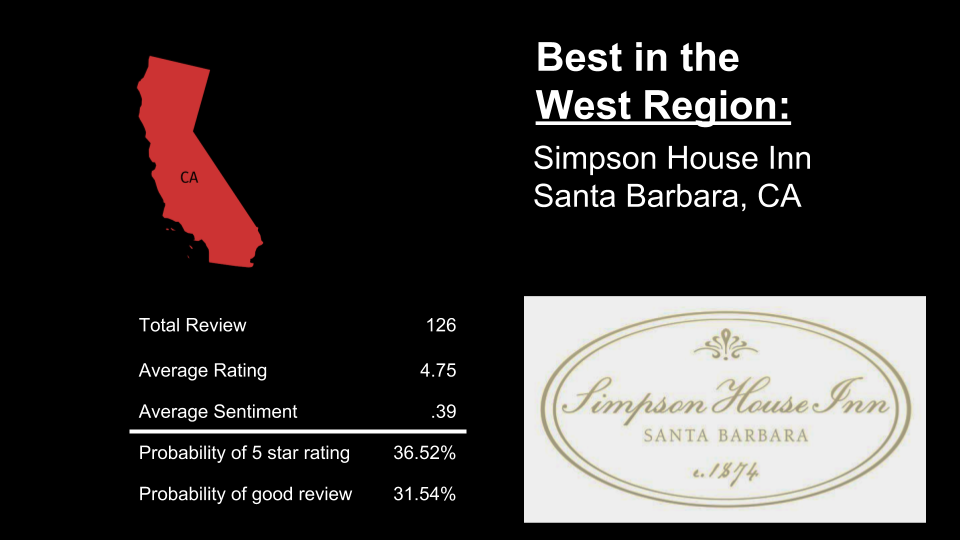 Best in the
West Region:
Simpson House Inn
Santa Barbara, CA
CA
Total Review 126
Average Rating 4.75
Average Sentiment .39
Probability of 5 star rating 36.52%
Probability of good review 31.54%
Simpson House Inn
SANTA BARBARA
c.1874